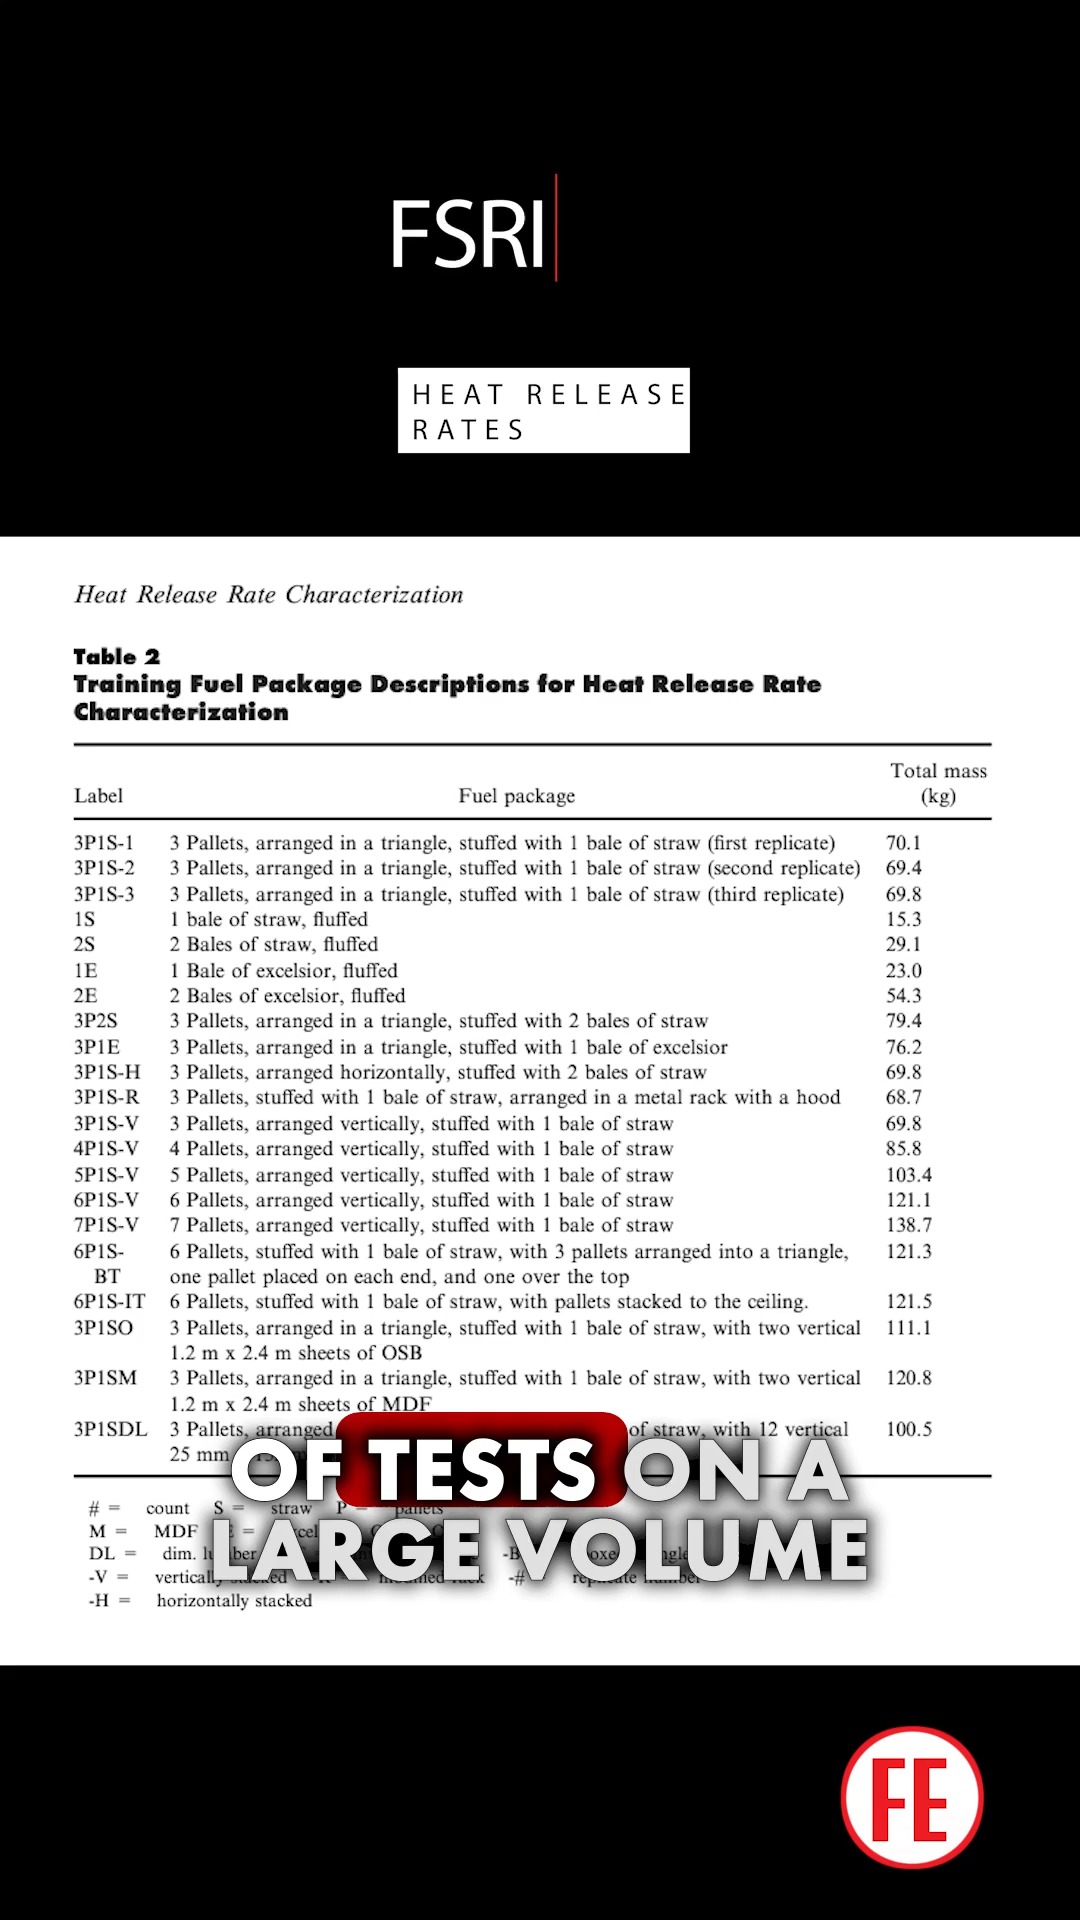 FSRI
HEAT RELEASE
RATES
Heat Release Rate Characterization
Table 2
Training Fuel Package Descriptions for Heat Release Rate
Characterization
Total mass
Label Fuel package (kg)
3P1S-1 3 Pallets, arranged in a triangle, stuffed with 1 bale of straw (first replicate) 70.1
3P1S-2 3 Pallets, arranged in a triangle, stuffed with 1 bale of straw (second replicate) 69.4
3P1S-3 3 Pallets, arranged in a triangle, stuffed with 1 bale of straw (third replicate) 69.8
1S 1 bale of straw, fluffed 15.3
2S 2 Bales of straw, fluffed 29.1
1E 1 Bale of excelsior, fluffed 23.0
2E 2 Bales of excelsior, fluffed 54.3
3P2S 3 Pallets, arranged in a triangle, stuffed with 2 bales of straw 79.4
3P1E 3 Pallets, arranged in a triangle, stuffed with 1 bale of excelsior 76.2
3P1S-H 3 Pallets, arranged horizontally, stuffed with 2 bales of straw 69.8
3P1S-R 3 Pallets, stuffed with 1 bale of straw, arranged in a metal rack with a hood 68.7
3P1S-V 3 Pallets, arranged vertically, stuffed with 1 bale of straw 69.8
4P1S-V 4 Pallets, arranged vertically, stuffed with 1 bale of straw 85.8
5P1S-V 5 Pallets, arranged vertically, stuffed with 1 bale of straw 103.4
6P1S-V 6 Pallets, arranged vertically, stuffed with 1 bale of straw 121.1
7P1S-V 7 Pallets, arranged vertically, stuffed with 1 bale of straw 138.7
6P1S- 6 Pallets, stuffed with 1 bale of straw, with 3 pallets arranged into a triangle, 121.3
BT one pallet placed on each end, and one over the top
6P1S-IT 6 Pallets, stuffed with 1 bale of straw, with pallets stacked to the ceiling. 121.5
3P1SO 3 Pallets, arranged in a triangle, stuffed with 1 bale of straw, with two vertical 111.1
1.2 m x 2.4 m sheets of OSB
3P1SM 3 Pallets, arranged in a triangle, stuffed with 1 bale of straw, with two vertical 120.8
1.2 m x 2.4 m sheets of MDF
3P1SDL 3 Pallets, arranged of straw, with 12 vertical 100.5
25 mm
OF TESTS ON A
LARGE VOLUME
# = count S = straw P = pallets
M = MDF
DL = dim.
-V = vertically stacked
-H = horizontally stacked
FE